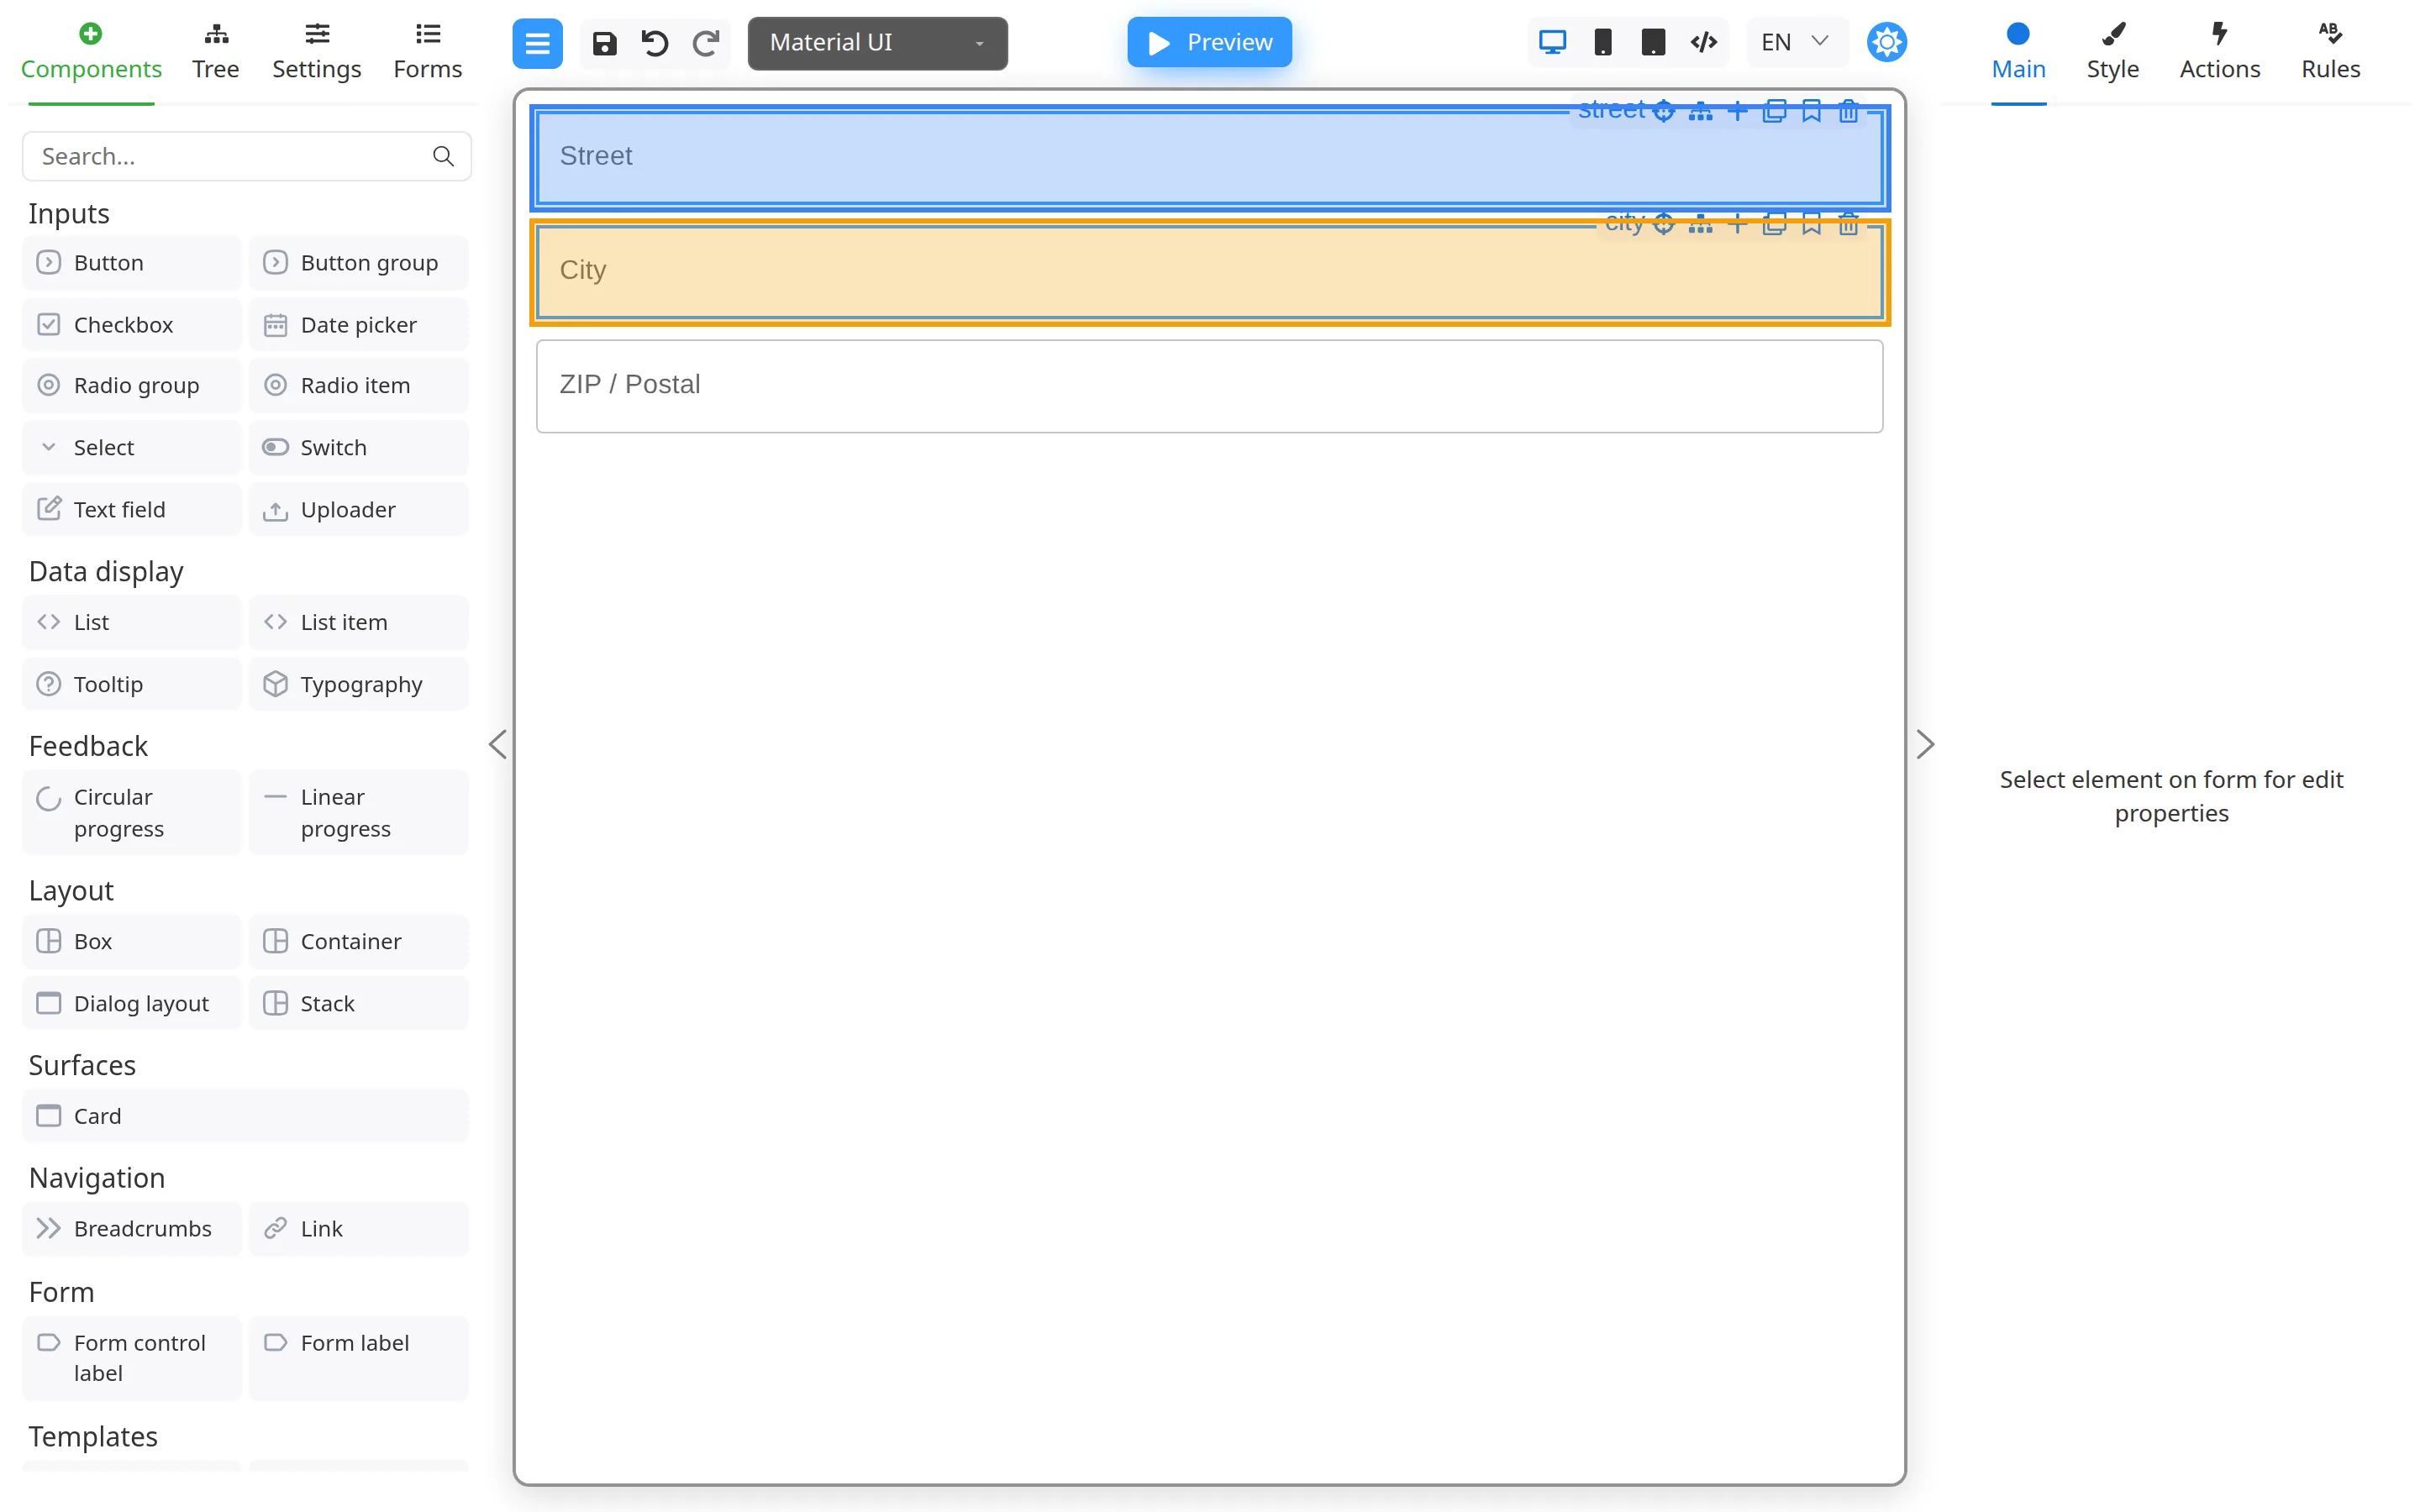 Components
Tree
Settings
Forms
Material UI
Preview
EN
Main
Style
Actions
Rules
Search...
Inputs
Button
Button group
Checkbox
Date picker
Radio group
Radio item
Select
Switch
Text field
Uploader
Data display
List
List item
Tooltip
Typography
Feedback
Circular
progress
Linear
progress
Layout
Box
Container
Dialog layout
Stack
Surfaces
Card
Navigation
Breadcrumbs
Link
Form
Form control
label
Form label
Templates
street
Street
city
City
ZIP / Postal
Select element on form for edit
properties